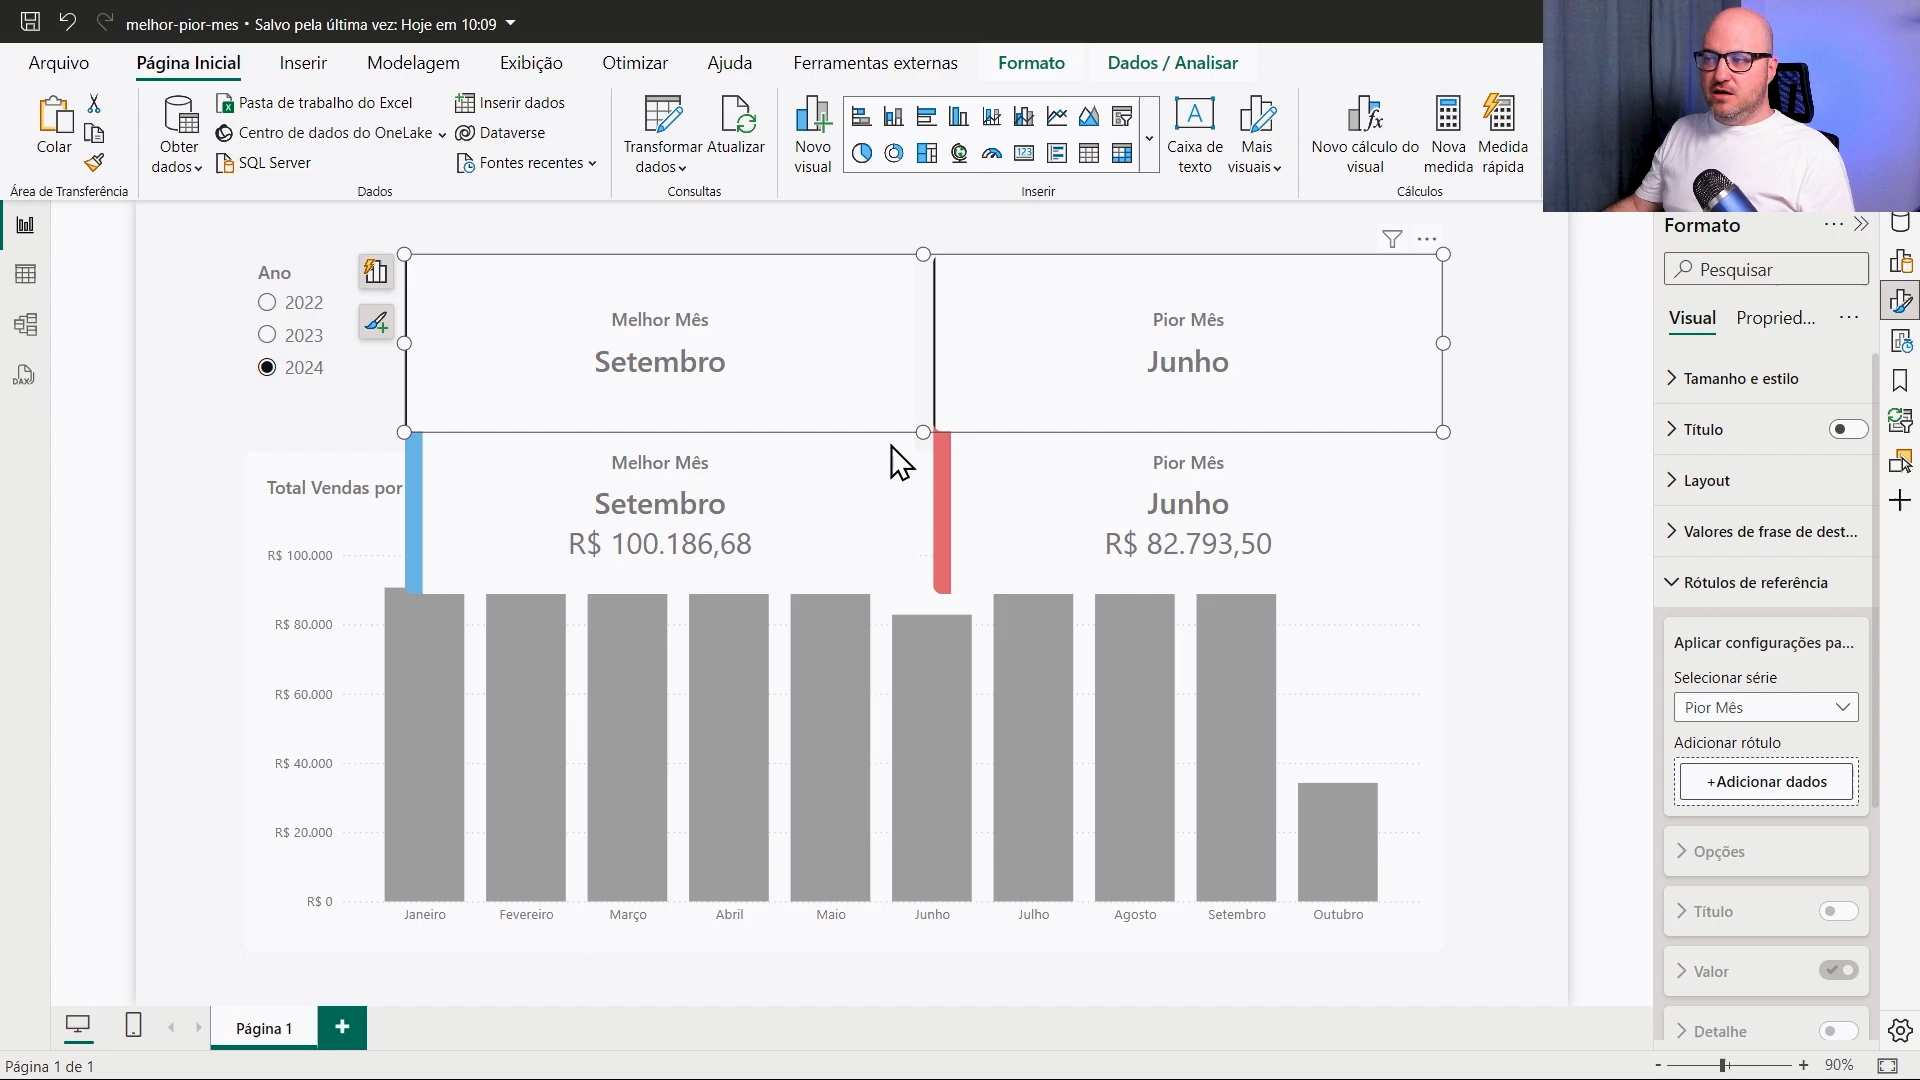 melhor-pior-mes • Salvo pela última vez: Hoje em 10:09
Arquivo
Página Inicial
Inserir
Modelagem
Exibição
Otimizar
Ajuda
Ferramentas externas
Formato
Dados / Analisar
Colar
Área de Transferência
Obter dados
Pasta de trabalho do Excel
Centro de dados do OneLake
SQL Server
Inserir dados
Dataverse
Fontes recentes
Dados
Transformar dados
Atualizar
Consultas
Novo visual
123
A
Caixa de texto
Mais visuais
Inserir
fx
Novo cálculo do visual
Nova medida
Medida rápida
Cálculos
DAX
Ano
2022
2023
2024
Melhor Mês
Setembro
Pior Mês
Junho
Melhor Mês
Setembro
R$ 100.186,68
Pior Mês
Junho
R$ 82.793,50
Total Vendas por
R$ 100.000
R$ 80.000
R$ 60.000
R$ 40.000
R$ 20.000
R$ 0
Janeiro
Fevereiro
Março
Abril
Maio
Junho
Julho
Agosto
Setembro
Outubro
Formato
Pesquisar
Visual
Propried...
Tamanho e estilo
Título
Layout
Valores de frase de dest...
Rótulos de referência
Aplicar configurações pa...
Selecionar série
Pior Mês
Adicionar rótulo
+Adicionar dados
Opções
Título
Valor
Detalhe
Página 1
Página 1 de 1
90%